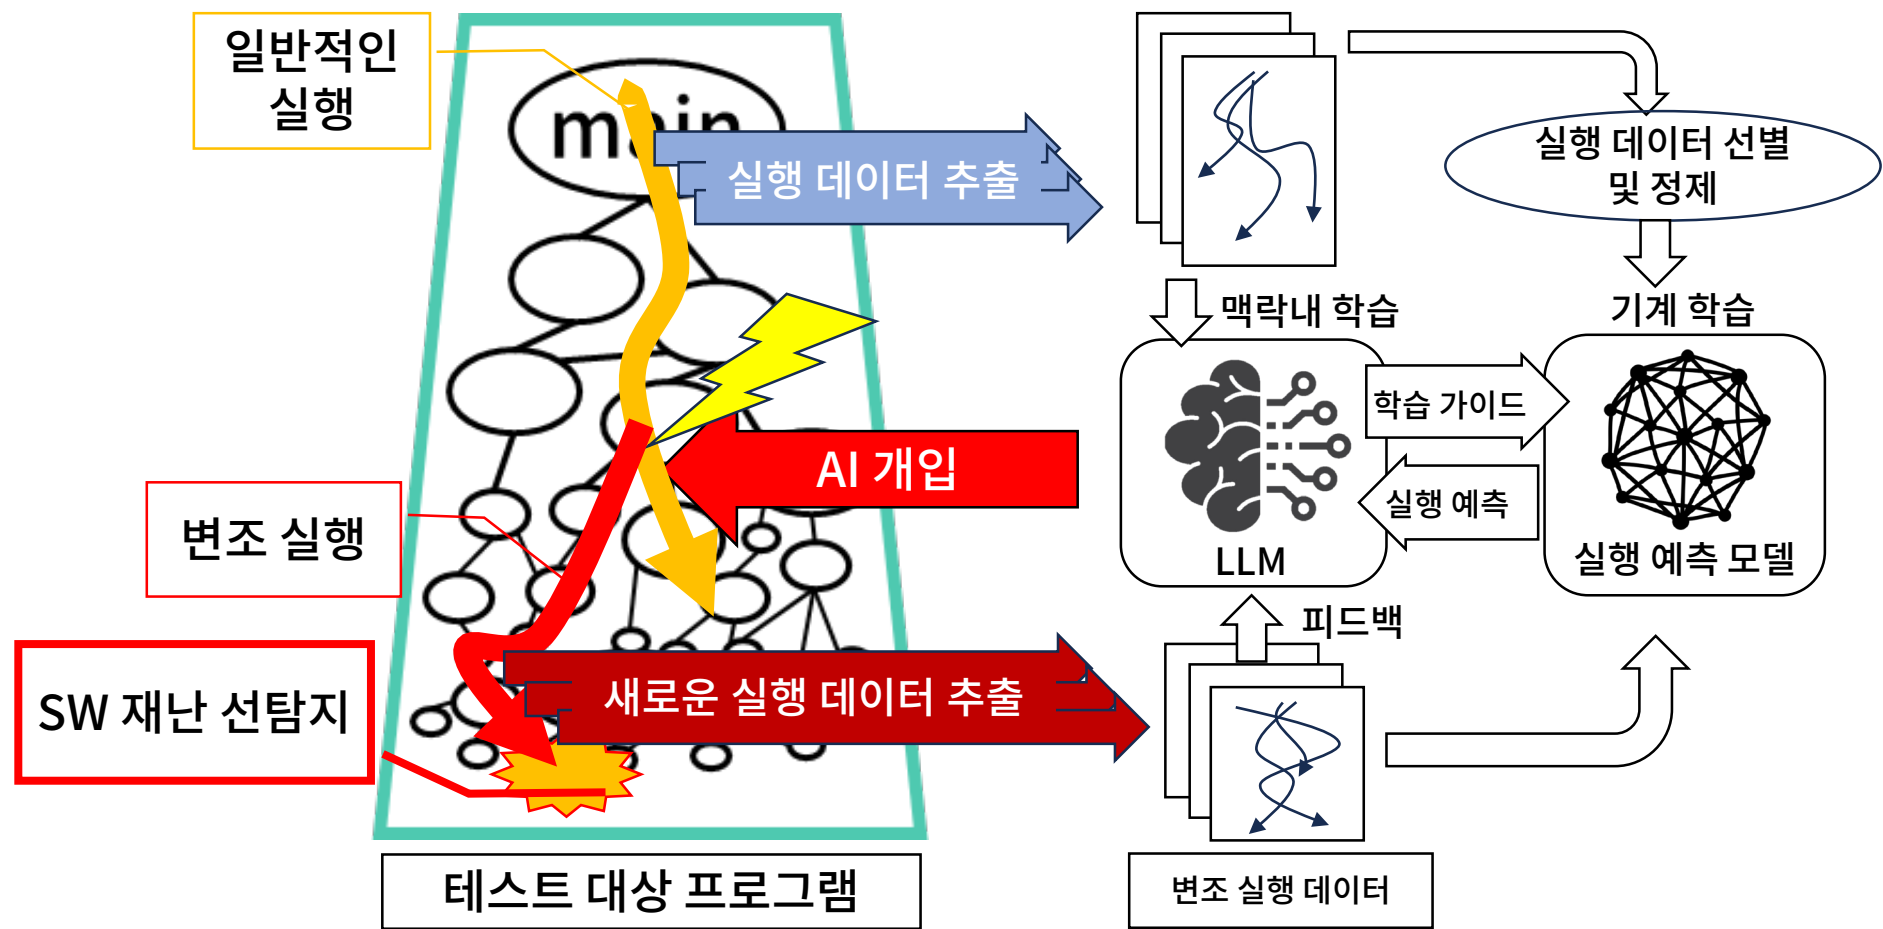 일반적인
실행
main
실행 데이터 추출
실행 데이터 선별
및 정제
맥락내 학습
기계 학습
학습 가이드
AI 개입
실행 예측
변조 실행
LLM
실행 예측 모델
피드백
SW 재난 선탐지
새로운 실행 데이터 추출
테스트 대상 프로그램
변조 실행 데이터